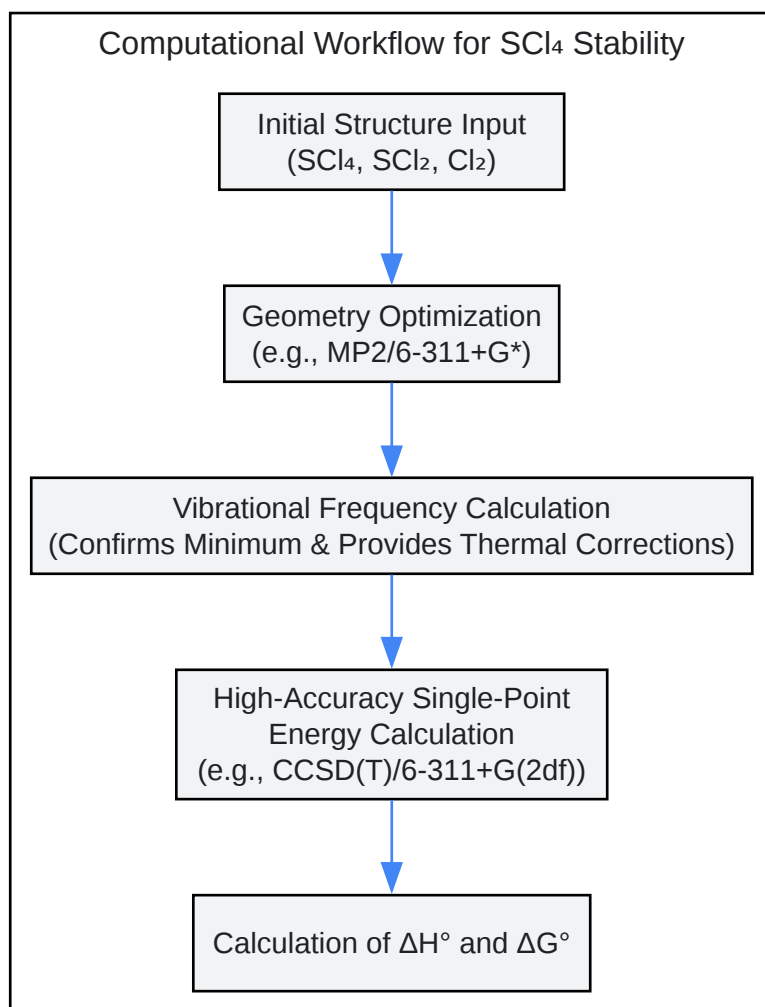 Computational Workflow for SCl₄ Stability
Initial Structure Input
(SCl₄, SCl₂, Cl₂)
Geometry Optimization
(e.g., MP2/6-311+G*)
Vibrational Frequency Calculation
(Confirms Minimum & Provides Thermal Corrections)
High-Accuracy Single-Point
Energy Calculation
(e.g., CCSD(T)/6-311+G(2df))
Calculation of ΔH° and ΔG°